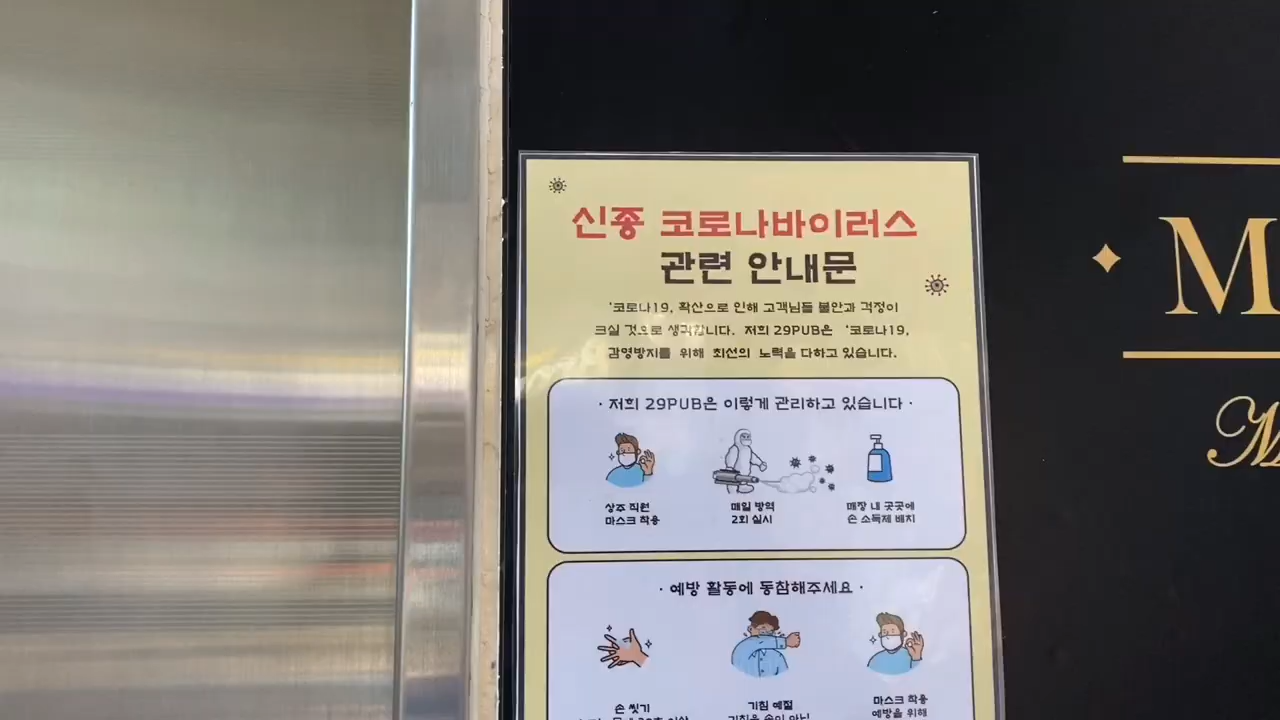 신종 코로나바이러스
관련 안내문
'코로나19, 확산으로 인해 고객님들 불안과 걱정이
크실 것으로 생각합니다. 저희 29PUB은 '코로나19,
감염방지를 위해 최선의 노력을 다하고 있습니다.
· 저희 29PUB은 이렇게 관리하고 있습니다 ·
상주 직원
마스크 착용
매일 방역
2회 실시
매장 내 곳곳에
손 소독제 배치
· 예방 활동에 동참해주세요 ·
손 씻기
기침 예절
기침을 손이 아닌
마스크 착용
예방을 위해
M
M